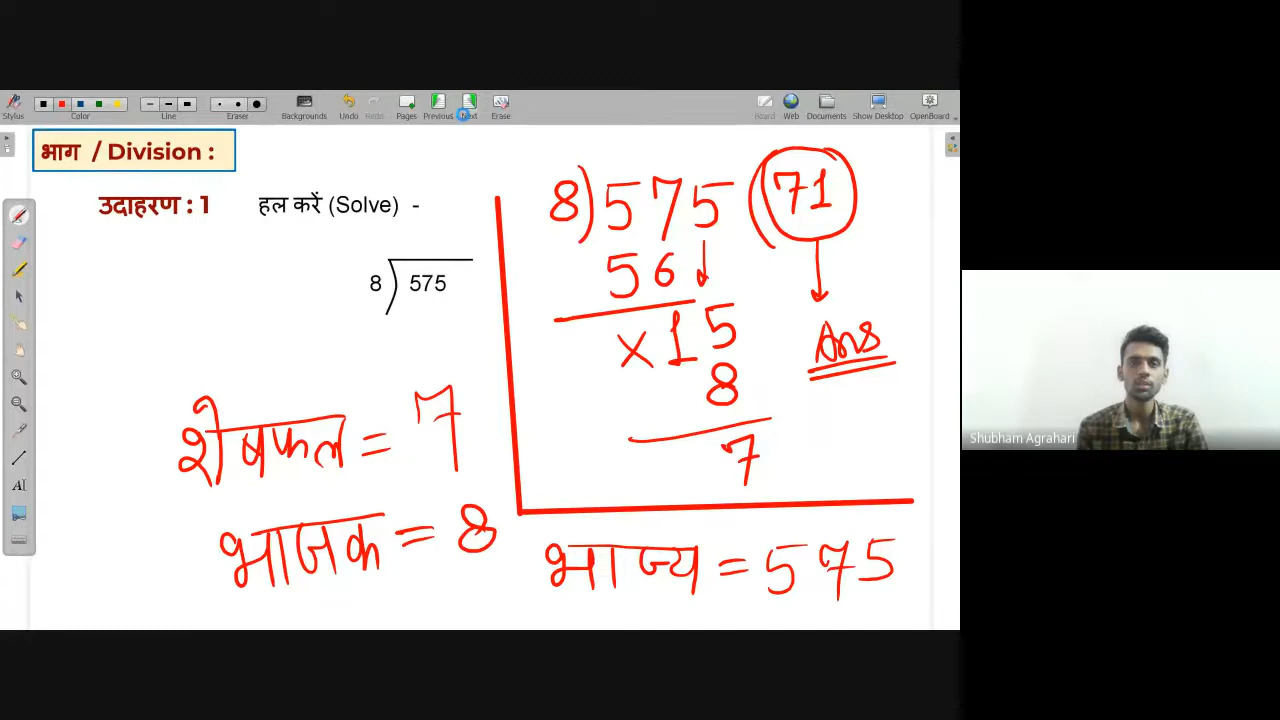 Stylus Color Line Eraser Backgrounds Undo Redo Pages Previous Next Erase Board Web Documents Show Desktop OpenBoard
भाग / Division :
उदाहरण : 1 हल करें (Solve) -
8 575
8) 575 (71
56
x15
8
7
Ans
शेषफल = 7
भाजक = 8
भाज्य = 575
Shubham Agrahari